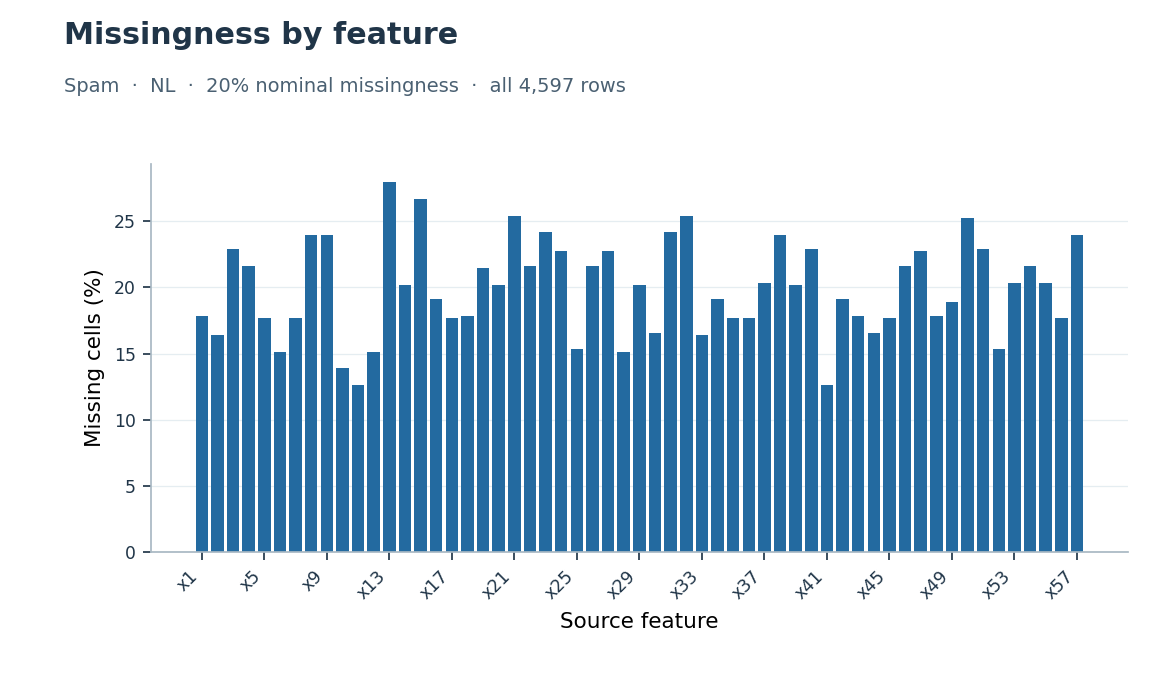 Missingness by feature
Spam · NL · 20% nominal missingness · all 4,597 rows
Missing cells (%)
25
20
15
10
5
0
x1 x5 x9 x13 x17 x21 x25 x29 x33 x37 x41 x45 x49 x53 x57
Source feature